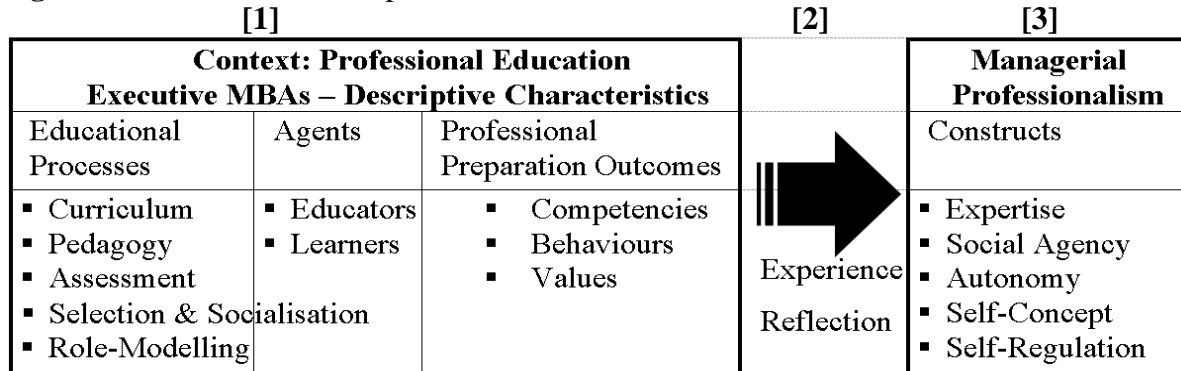 [1] [2] [3]
Context: Professional Education
Executive MBAs – Descriptive Characteristics
Managerial
Professionalism
Educational
Processes
Agents
Professional
Preparation Outcomes
Constructs
▪ Curriculum
▪ Pedagogy
▪ Assessment
▪ Selection & Socialisation
▪ Role-Modelling
▪ Educators
▪ Learners
▪ Competencies
▪ Behaviours
▪ Values
Experience
Reflection
▪ Expertise
▪ Social Agency
▪ Autonomy
▪ Self-Concept
▪ Self-Regulation